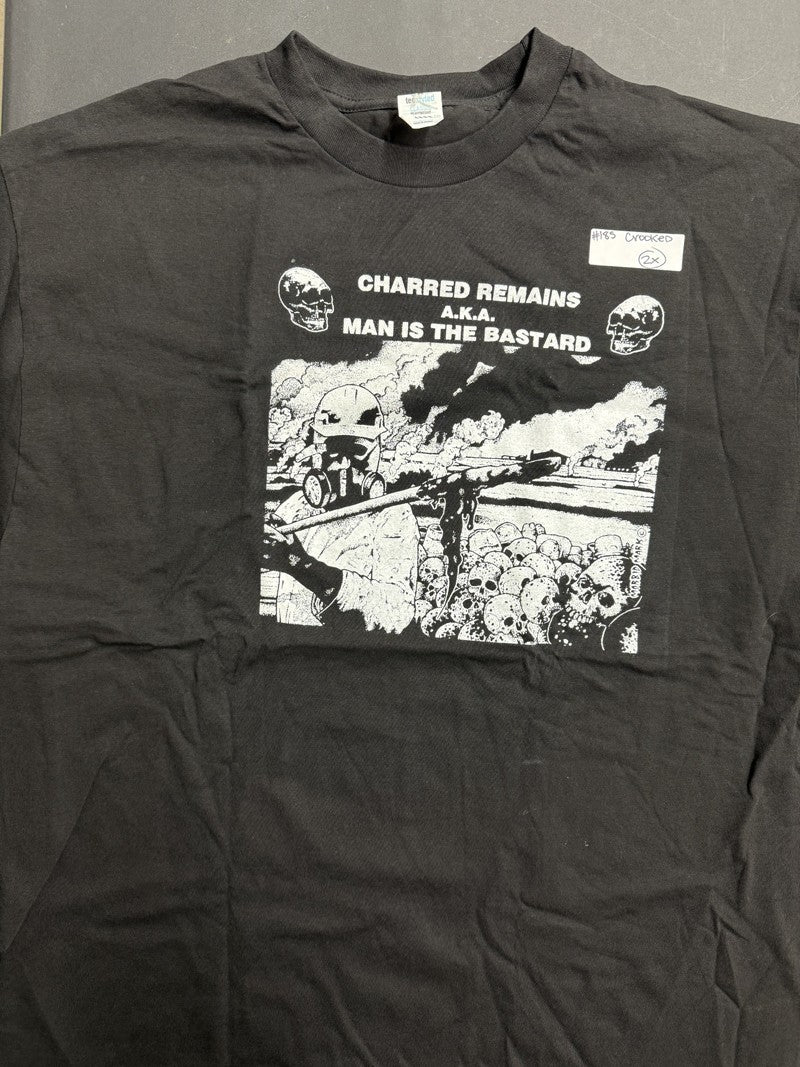 #185 Crooked
2x
CHARRED REMAINS
A.K.A.
MAN IS THE BASTARD